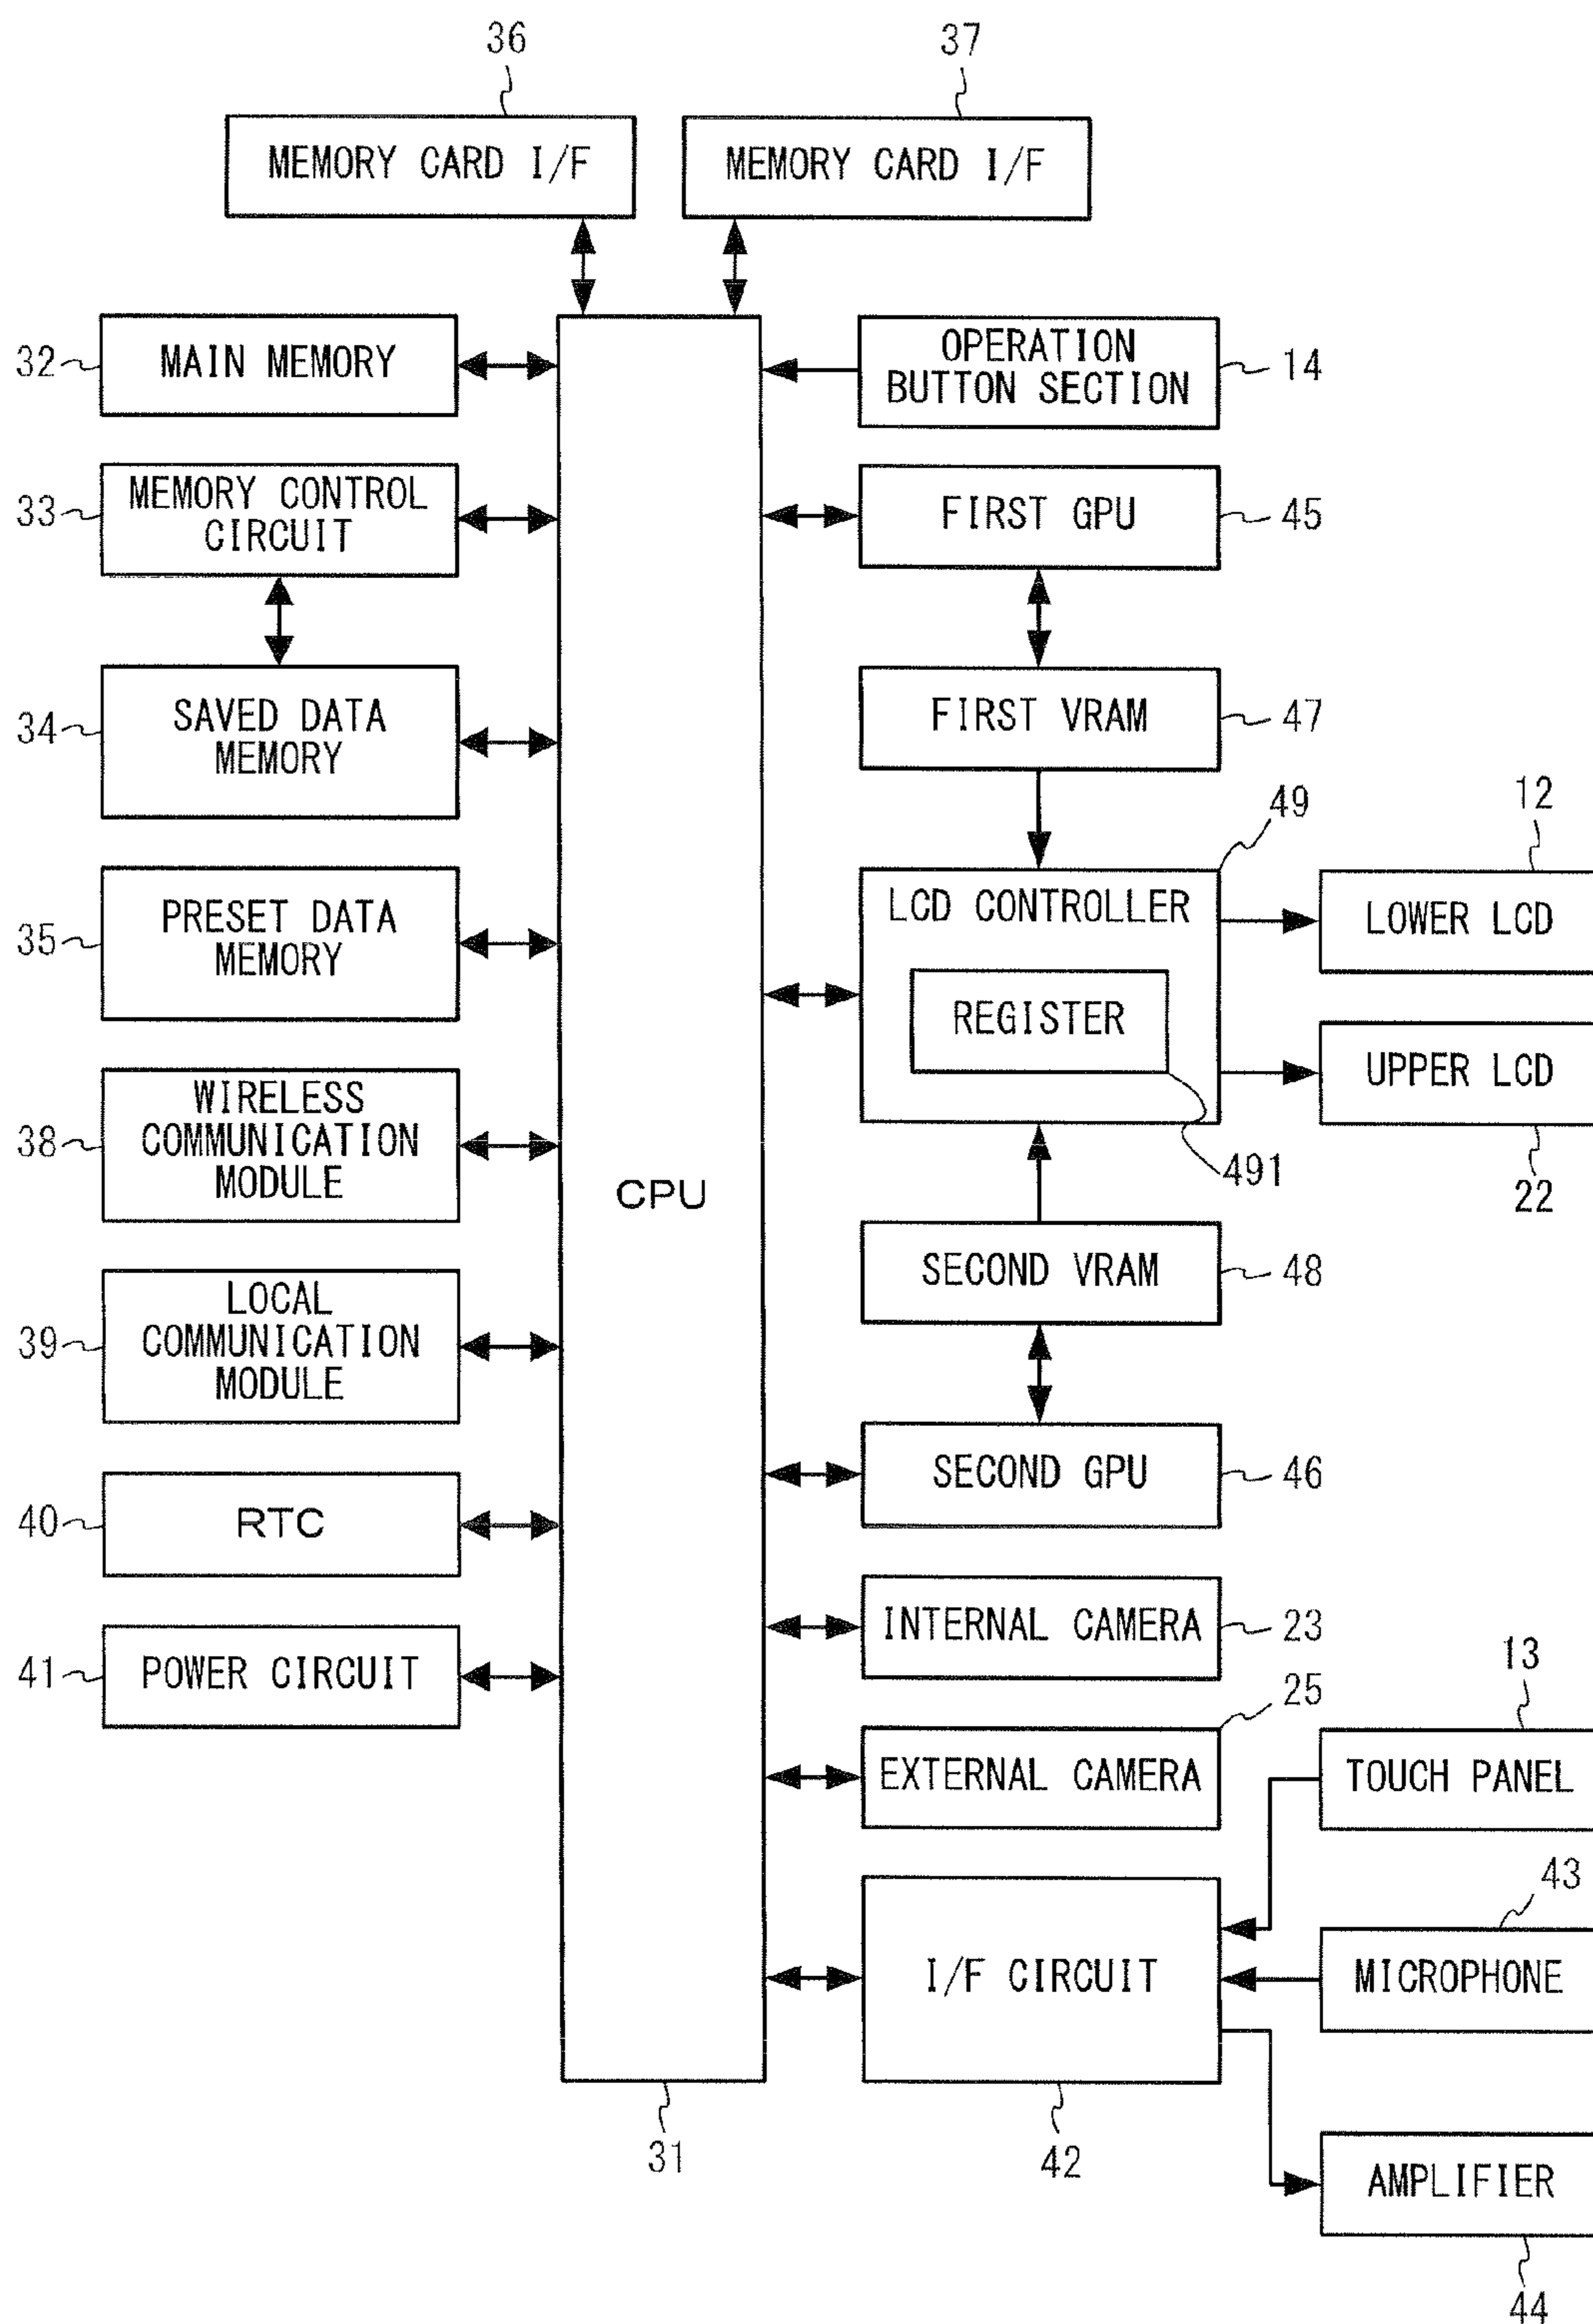 36
37
MEMORY CARD I/F
MEMORY CARD I/F
32
MAIN MEMORY
OPERATION
BUTTON SECTION
14
33
MEMORY CONTROL
CIRCUIT
FIRST GPU
45
34
SAVED DATA
MEMORY
FIRST VRAM
47
49
12
35
PRESET DATA
MEMORY
LCD CONTROLLER
LOWER LCD
REGISTER
UPPER LCD
491
22
38
WIRELESS
COMMUNICATION
MODULE
CPU
SECOND VRAM
48
39
LOCAL
COMMUNICATION
MODULE
SECOND GPU
46
40
RTC
INTERNAL CAMERA
23
41
POWER CIRCUIT
25
13
EXTERNAL CAMERA
TOUCH PANEL
43
I/F CIRCUIT
MICROPHONE
31
42
AMPLIFIER
44